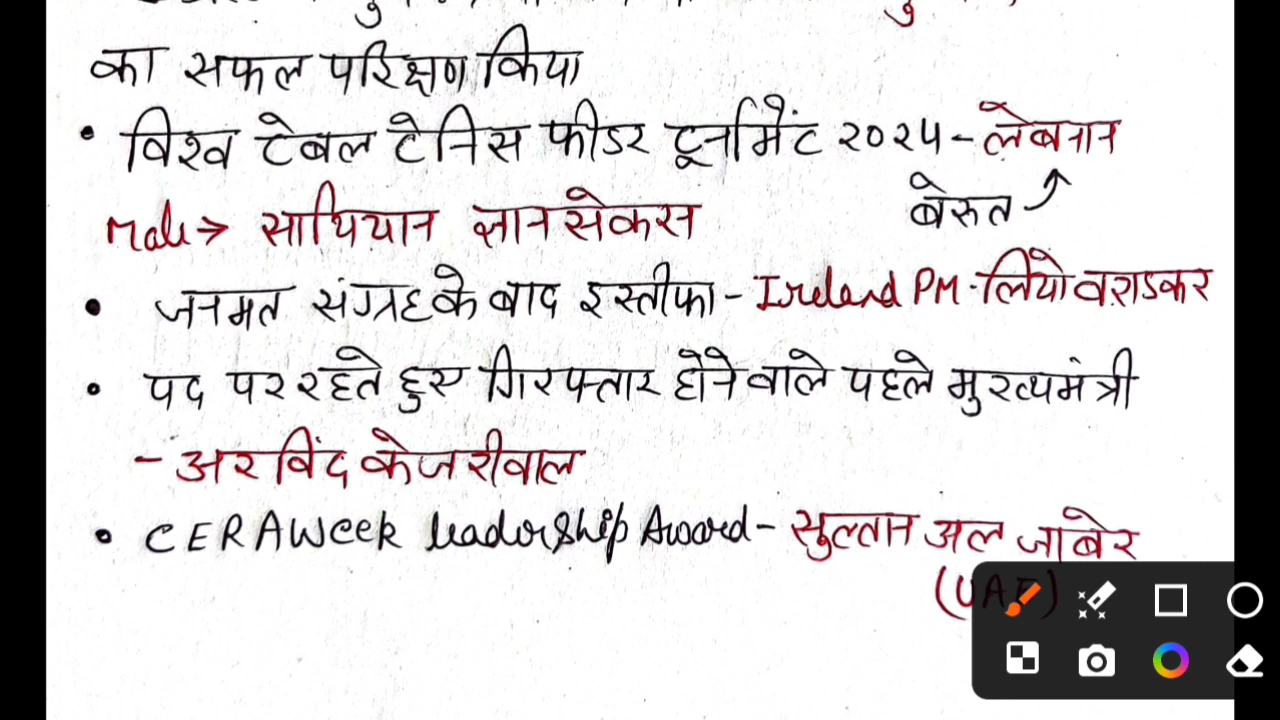 का सफल परिक्षण किया
• विश्व टेबल टेनिस फीडर टूर्नामेंट २०२४ - लेबनान
बेरुत
Male → साथियान ज्ञानसेकरन
• जनमत संग्रह के बाद इस्तीफा - Ireland PM - लियो वराडकर
• पद पर रहते हुए गिरफ्तार होने वाले पहले मुख्यमंत्री
- अरविंद केजरीवाल
• CERAWeek leadership Award - सुल्तान अल जाबेर
(UAE)